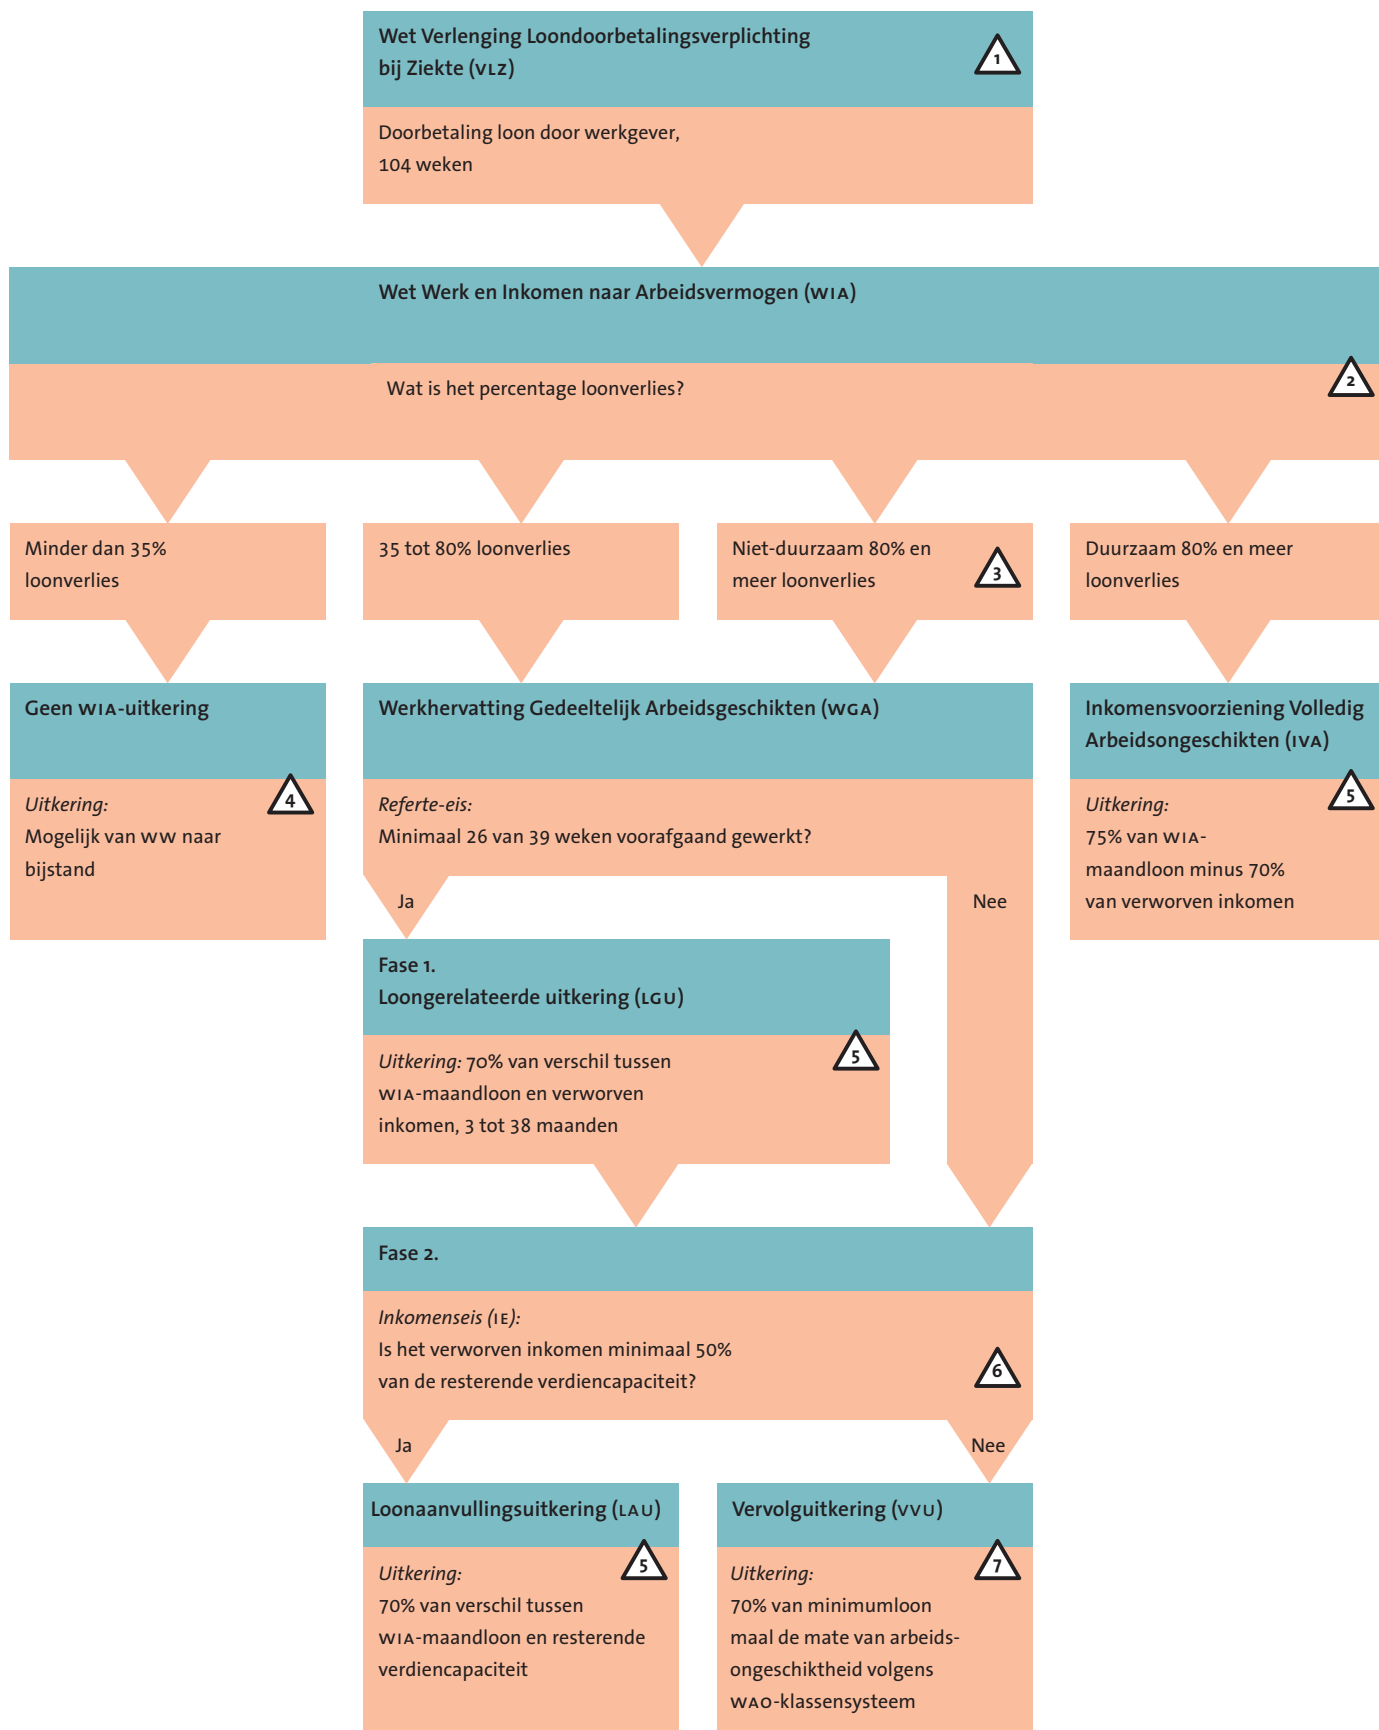 Wet Verlenging Loondoorbetalingsverplichting
bij Ziekte (VLZ)
1
Doorbetaling loon door werkgever,
104 weken
Wet Werk en Inkomen naar Arbeidsvermogen (WIA)
Wat is het percentage loonverlies?
2
Minder dan 35%
loonverlies
35 tot 80% loonverlies
Niet-duurzaam 80% en
meer loonverlies
3
Duurzaam 80% en meer
loonverlies
Geen WIA-uitkering
4
Uitkering:
Mogelijk van WW naar
bijstand
Werkhervatting Gedeeltelijk Arbeidsgeschikten (WGA)
Referte-eis:
Minimaal 26 van 39 weken voorafgaand gewerkt?
Ja
Nee
Inkomensvoorziening Volledig
Arbeidsongeschikten (IVA)
5
Uitkering:
75% van WIA-
maandloon minus 70%
van verworven inkomen
Fase 1.
Loongerelateerde uitkering (LGU)
5
Uitkering: 70% van verschil tussen
WIA-maandloon en verworven
inkomen, 3 tot 38 maanden
Fase 2.
Inkomenseis (IE):
Is het verworven inkomen minimaal 50%
van de resterende verdiencapaciteit?
6
Ja
Nee
Loonaanvullingsuitkering (LAU)
5
Uitkering:
70% van verschil tussen
WIA-maandloon en resterende
verdiencapaciteit
Vervolguitkering (VVU)
7
Uitkering:
70% van minimumloon
maal de mate van arbeids-
ongeschiktheid volgens
WAO-klassensysteem